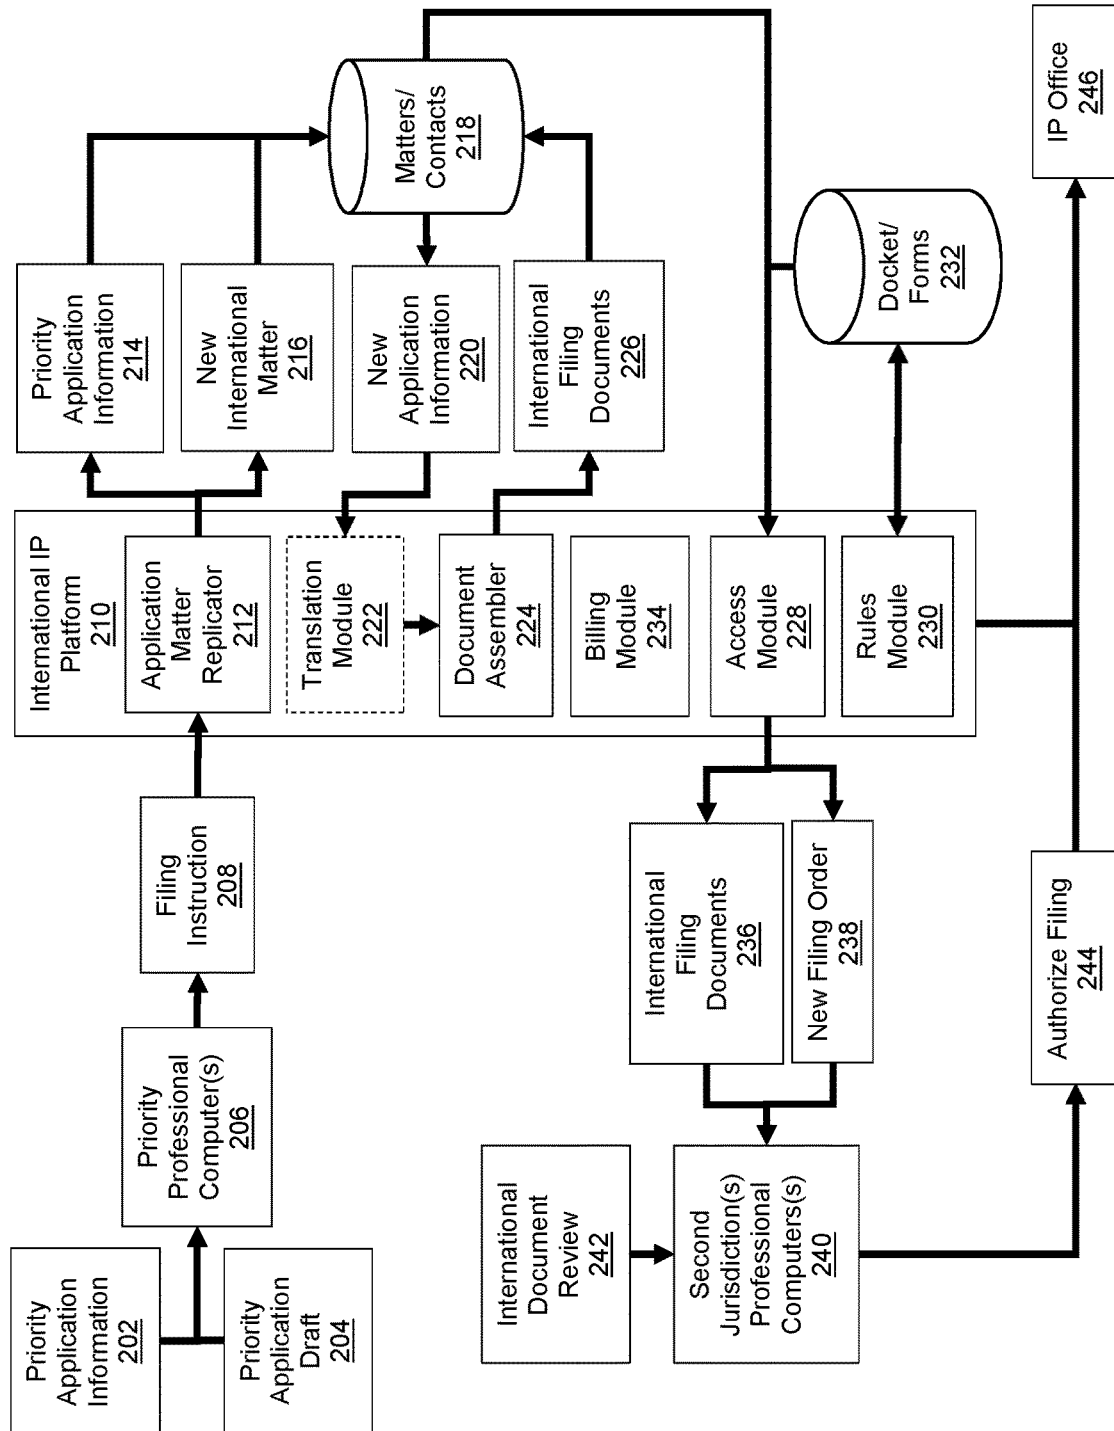 Priority
Application
Information
202
Priority
Application
Draft
204
Priority
Professional
Computer(s)
206
Filing
Instruction
208
International IP
Platform
210
Application
Matter
Replicator
212
Priority
Application
Information
214
New
International
Matter
216
Matters/
Contacts
218
New
Application
Information
220
Translation
Module
222
Document
Assembler
224
International
Filing
Documents
226
Billing
Module
234
Access
Module
228
Rules
Module
230
Docket/
Forms
232
International
Filing
Documents
236
New Filing Order
238
International
Document
Review
242
Second
Jurisdiction(s)
Professional
Computers(s)
240
Authorize Filing
244
IP Office
246